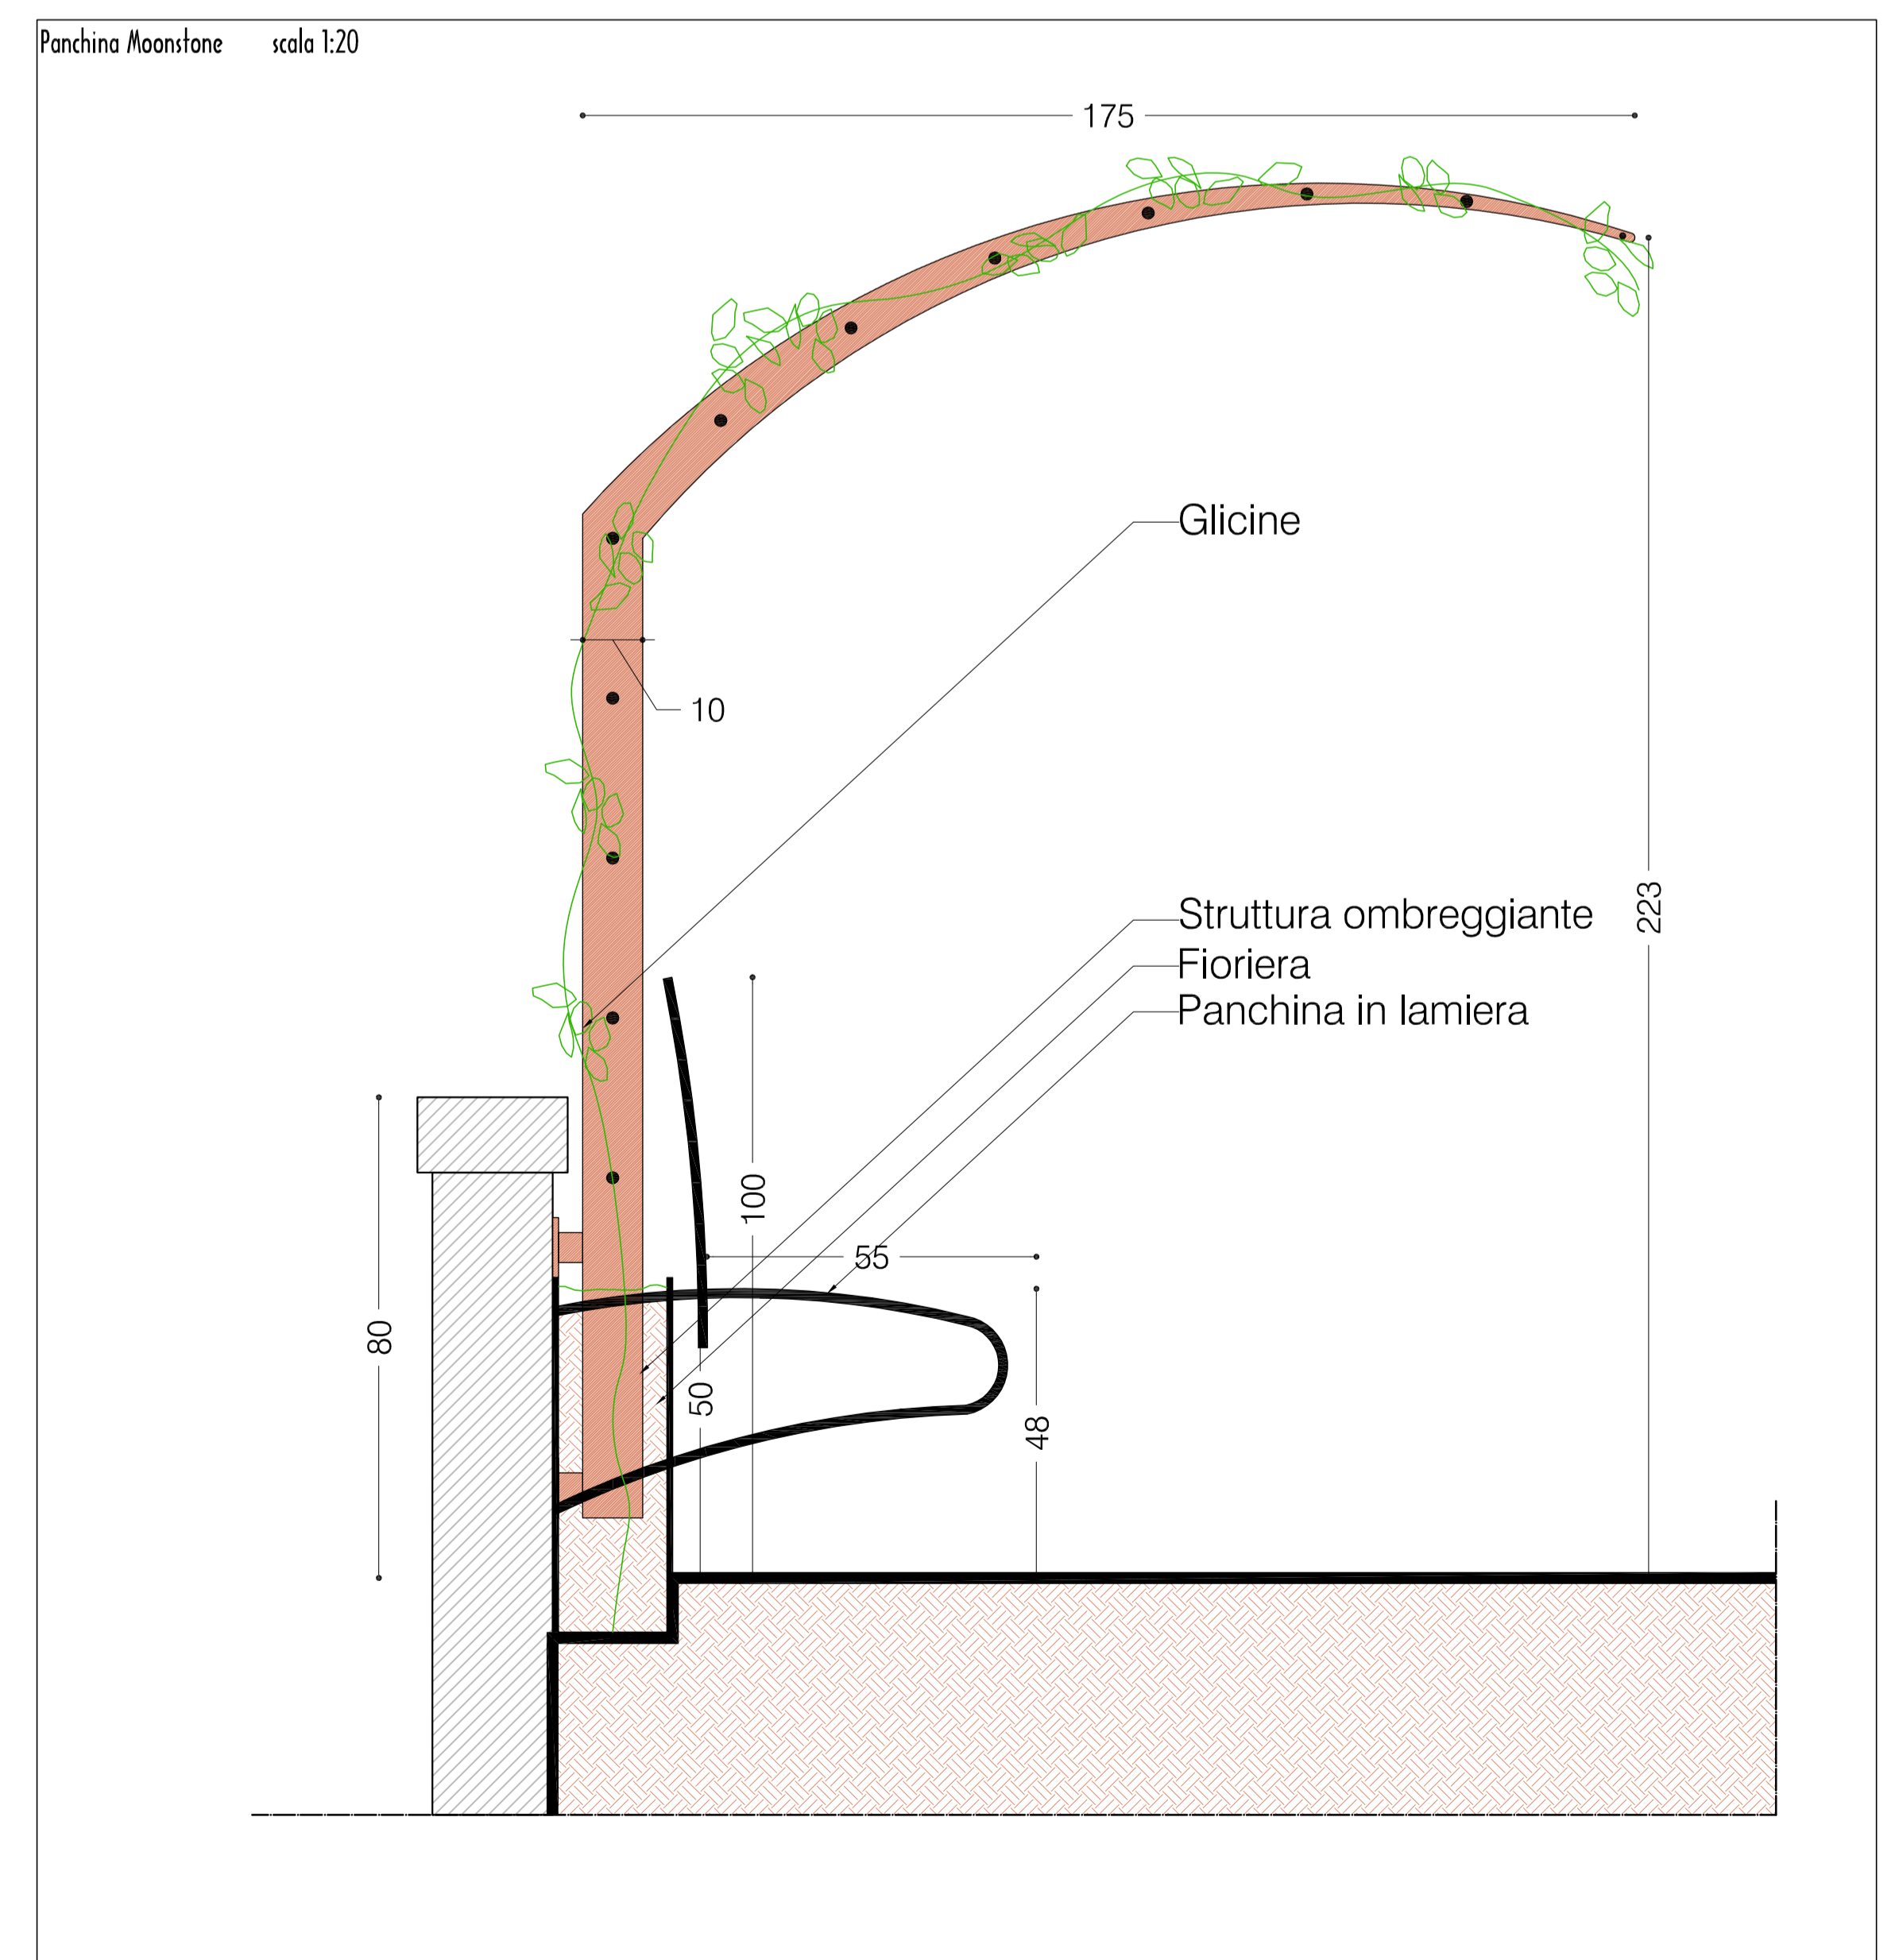 Panchina Moonstone scala 1:20
175
Glicine
10
223
Struttura ombreggiante
Fioriera
Panchina in lamiera
100
55
80
50
48